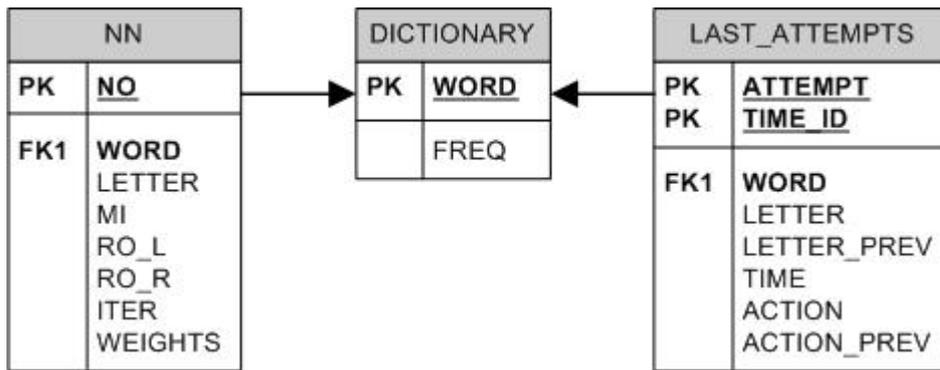 NN
PK NO
FK1 WORD
LETTER
MI
RO_L
RO_R
ITER
WEIGHTS
DICTIONARY
PK WORD
FREQ
LAST_ATTEMPTS
PK ATTEMPT
PK TIME_ID
FK1 WORD
LETTER
LETTER_PREV
TIME
ACTION
ACTION_PREV